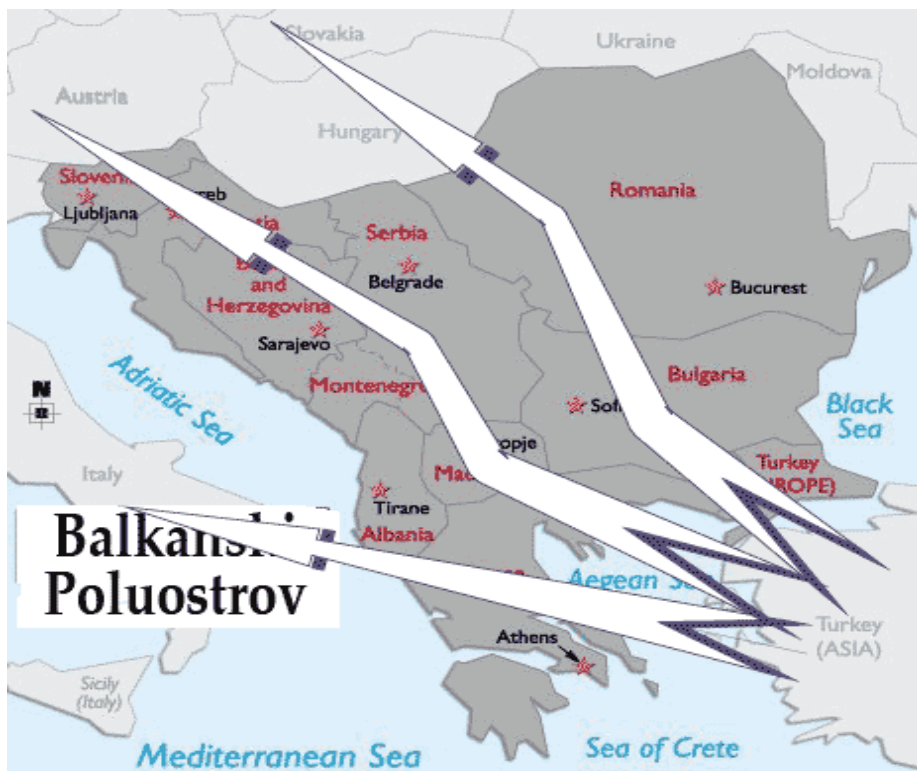 Slovakia
Ukraine
Moldova
Austria
Hungary
Romania
Ljubljana
Serbia
Belgrade
and
Herzegovina
Bucurest
Sarajevo
Adriatic Sea
Bulgaria
N
Black
Sea
Turkey
Italy
Tirane
Albania
Balkanski
Poluostrov
Aegean
Athens
Turkey
(ASIA)
Sicily
(Italy)
Mediterranean Sea
Sea of Crete